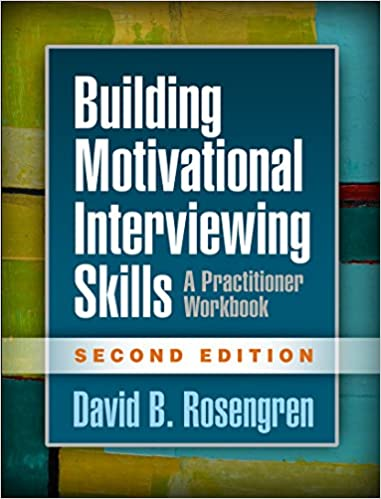 Building
Motivational
Interviewing
Skills: A Practitioner
Workbook
SECOND EDITION
David B. Rosengren